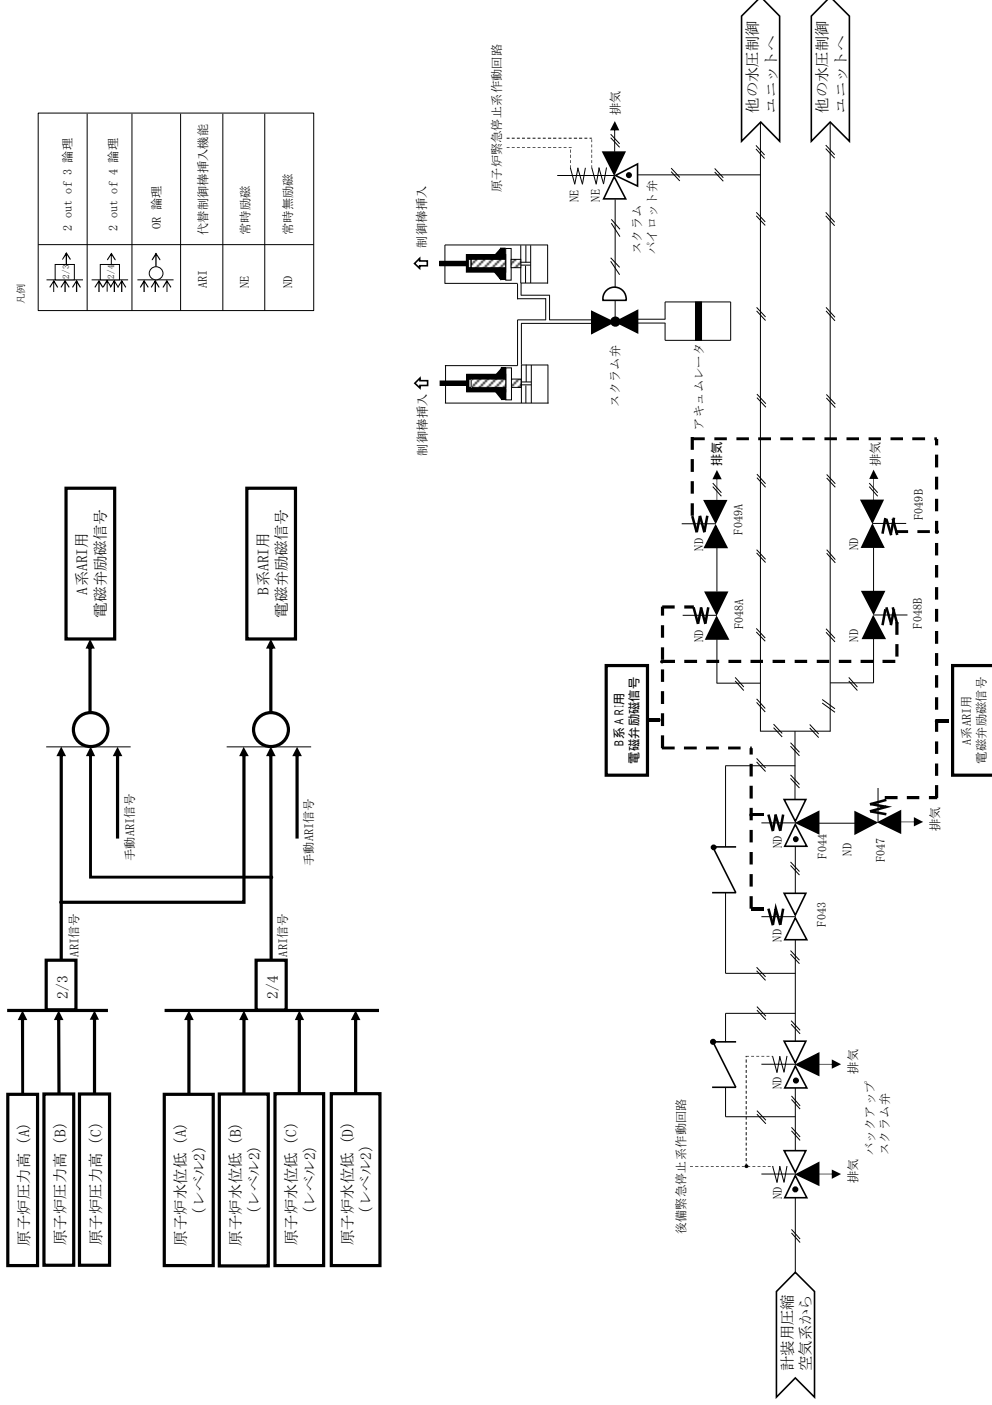 凡例
2 out of 3 論理
2 out of 4 論理
OR 論理
ARI
代替制御棒挿入機能
NE
常時励磁
ND
常時無励磁
2/3
2/4
原子炉圧力高 (A)
原子炉圧力高 (B)
原子炉圧力高 (C)
2/3
ARI信号
原子炉水位低 (A)
(レベル2)
原子炉水位低 (B)
(レベル2)
原子炉水位低 (C)
(レベル2)
原子炉水位低 (D)
(レベル2)
2/4
ARI信号
手動ARI信号
手動ARI信号
A系ARI用
電磁弁励磁信号
B系ARI用
電磁弁励磁信号
計装用圧縮
空気系から
後備緊急停止系作動回路
ND
排気
ND
排気
バックアップ
スクラム弁
ND
F043
ND
F044
ND
F047
排気
B系ARI用
電磁弁励磁信号
A系ARI用
電磁弁励磁信号
ND
F048A
ND
F049A
排気
ND
F048B
ND
F049B
排気
制御棒挿入
制御棒挿入
スクラム弁
アキュムレータ
原子炉緊急停止系作動回路
NE
NE
排気
スクラム
パイロット弁
他の水圧制御
ユニットへ
他の水圧制御
ユニットへ